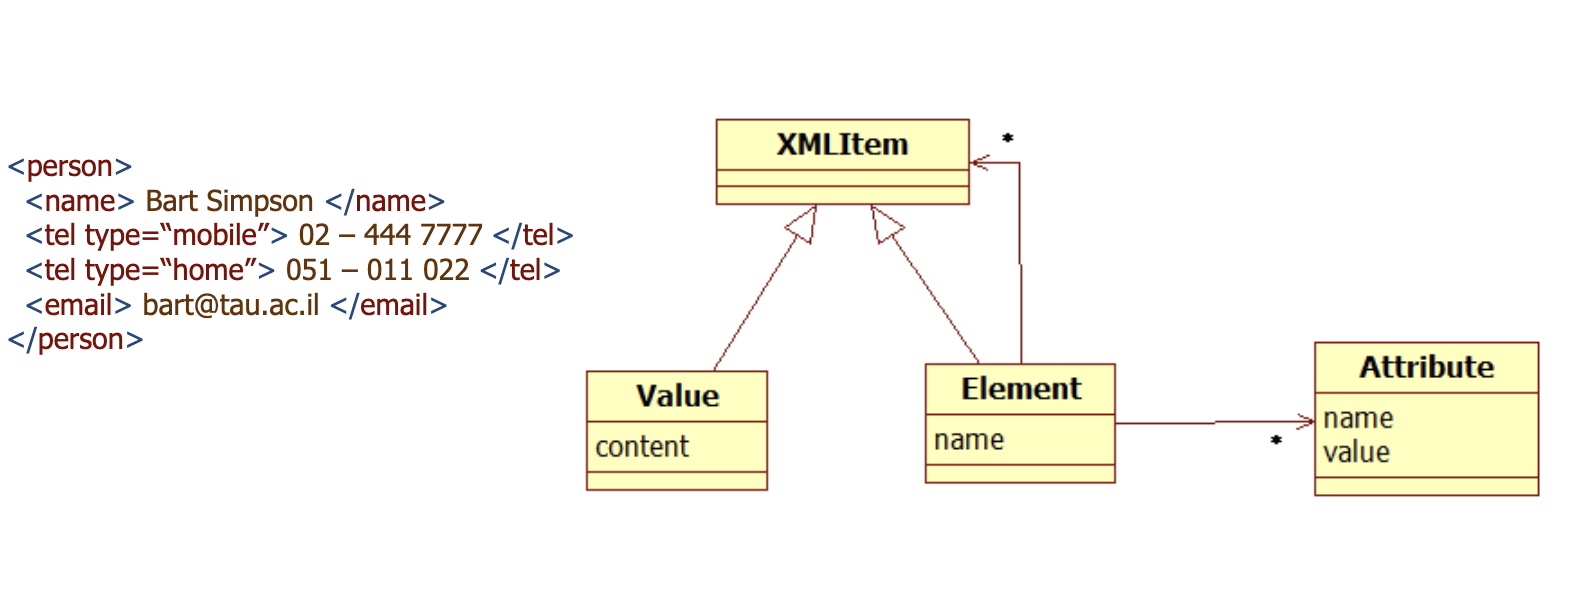 <person>
<name> Bart Simpson </name>
<tel type=“mobile”> 02 – 444 7777 </tel>
<tel type=“home”> 051 – 011 022 </tel>
<email> bart@tau.ac.il </email>
</person>
XMLItem
*
Value
content
Element
name
*
Attribute
name
value